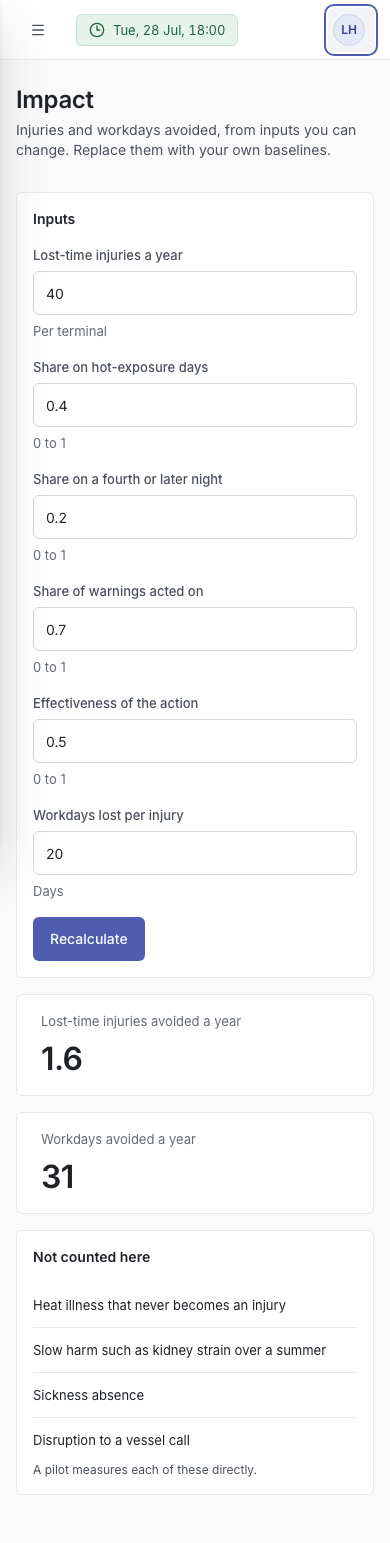 Tue, 28 Jul, 18:00
LH
Impact
Injuries and workdays avoided, from inputs you can
change. Replace them with your own baselines.
Inputs
Lost-time injuries a year
40
Per terminal
Share on hot-exposure days
0.4
0 to 1
Share on a fourth or later night
0.2
0 to 1
Share of warnings acted on
0.7
0 to 1
Effectiveness of the action
0.5
0 to 1
Workdays lost per injury
20
Days
Recalculate
Lost-time injuries avoided a year
1.6
Workdays avoided a year
31
Not counted here
Heat illness that never becomes an injury
Slow harm such as kidney strain over a summer
Sickness absence
Disruption to a vessel call
A pilot measures each of these directly.